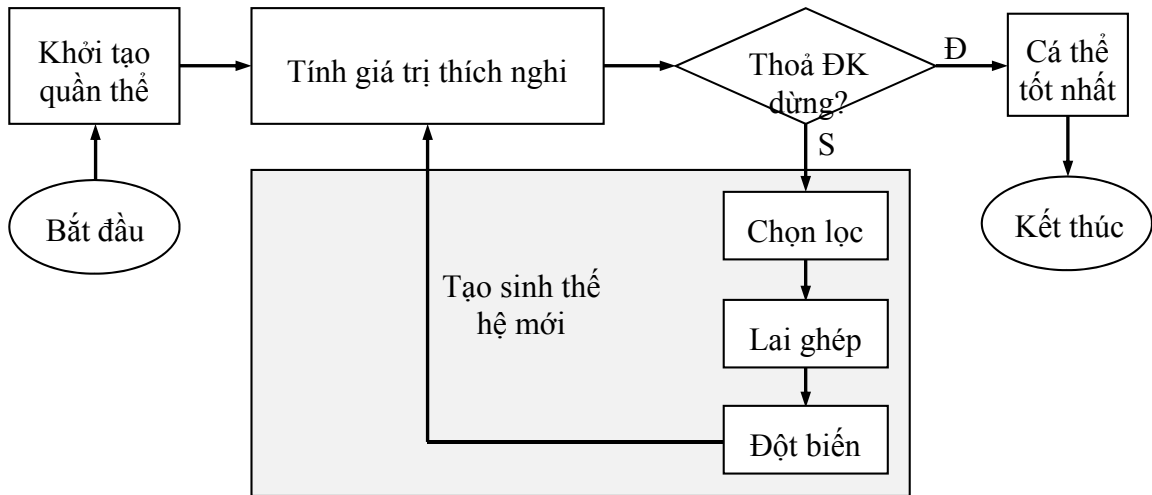 Khởi tạo
quần thể
Tính giá trị thích nghi
Thoả ĐK
dừng?
Đ
Cá thể
tốt nhất
S
Bắt đầu
Chọn lọc
Kết thúc
Tạo sinh thế
hệ mới
Lai ghép
Đột biến